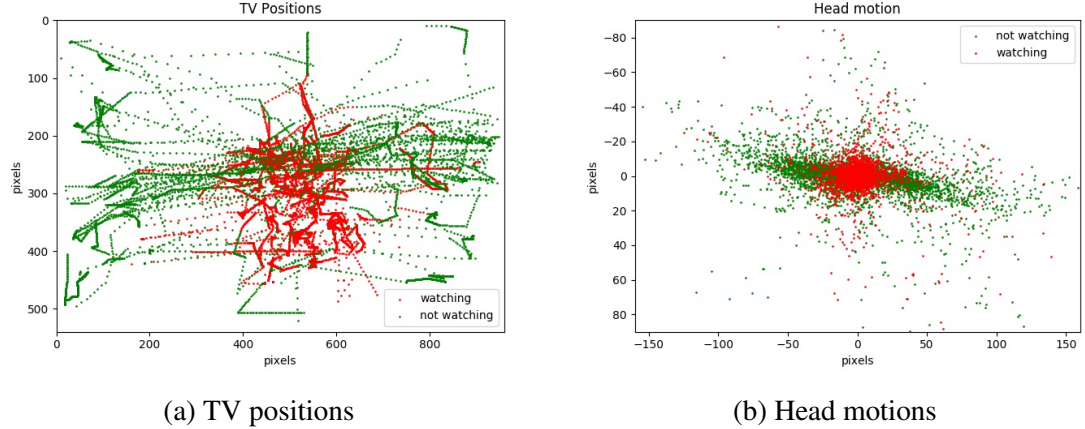 TV Positions
0
100
200
300
400
500
pixels
0
200
400
600
800
pixels
watching
not watching
(a) TV positions
Head motion
−80
−60
−40
−20
0
20
40
60
80
pixels
−150
−100
−50
0
50
100
150
pixels
not watching
watching
(b) Head motions